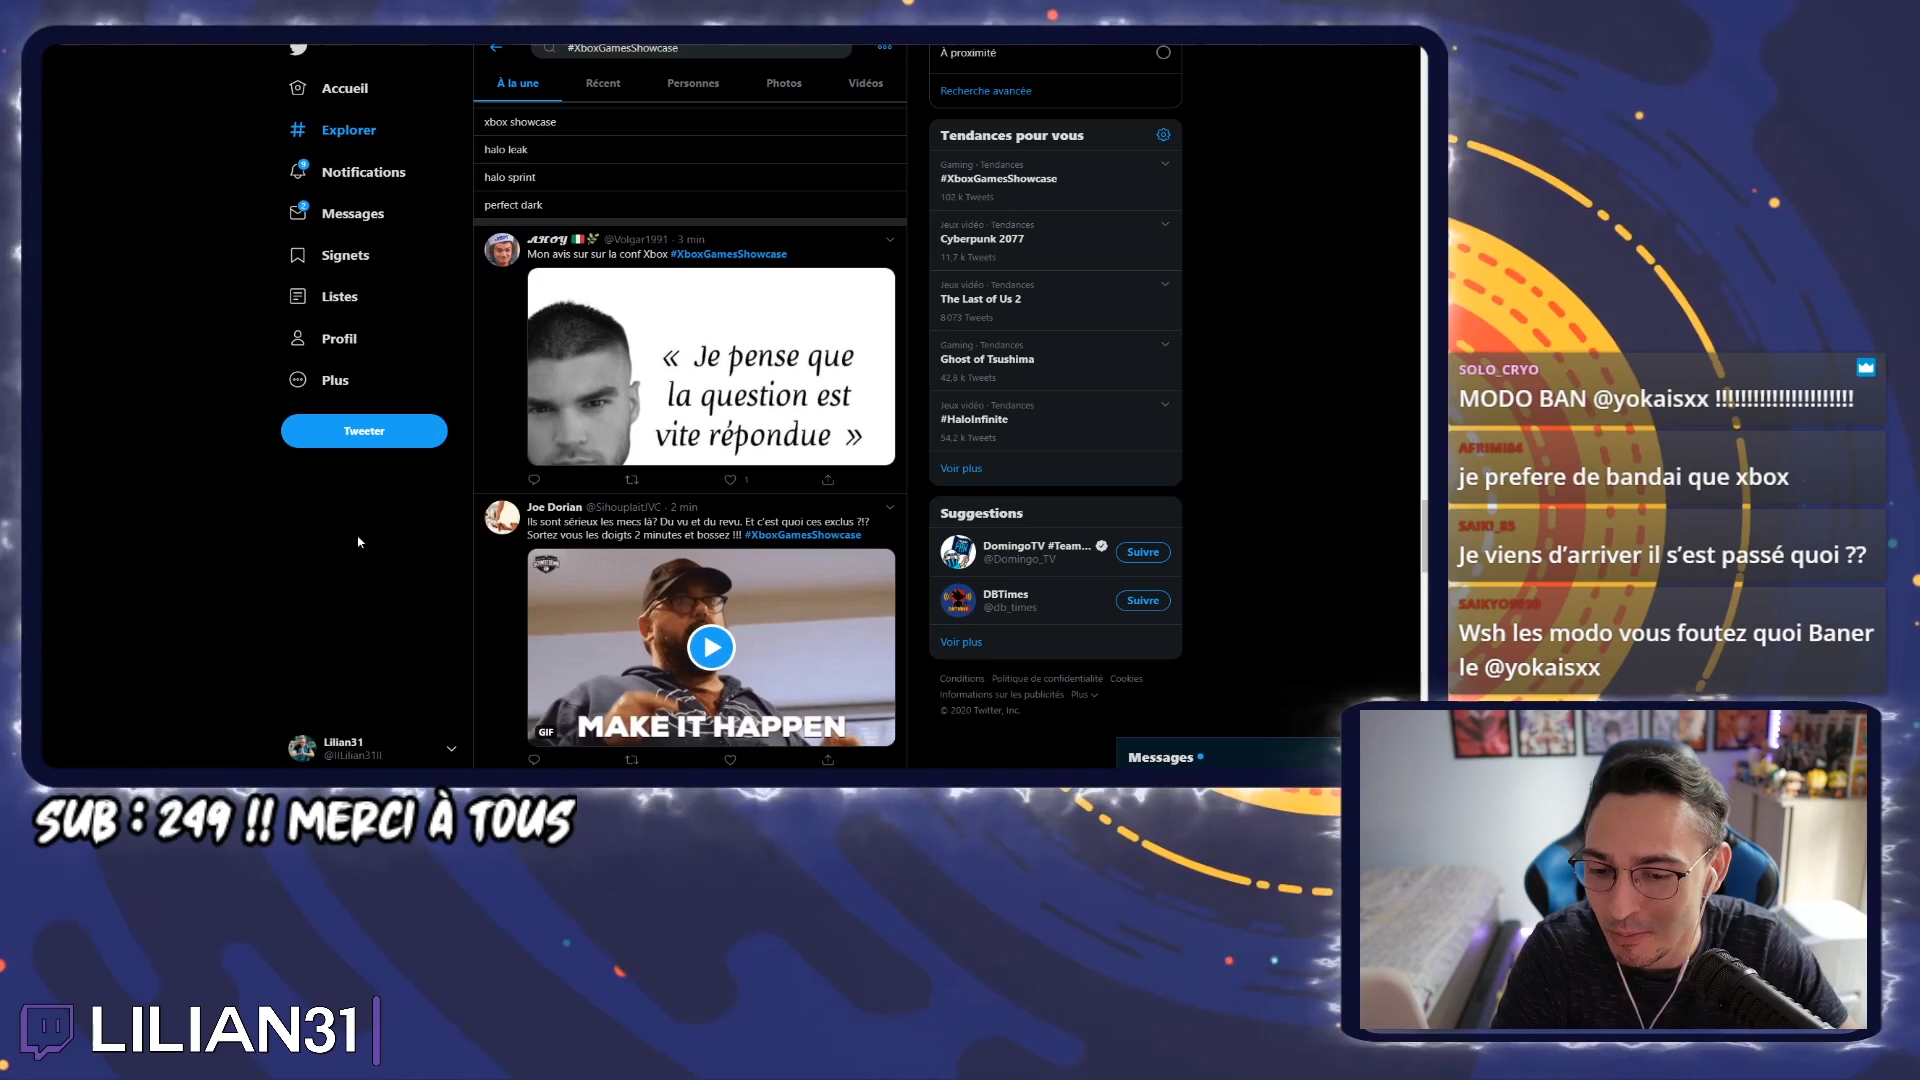 #XboxGamesShowcase
Accueil
Explorer
9
Notifications
2
Messages
Signets
Listes
Profil
Plus
Tweeter
Lilian31
À la une
Récent
Personnes
Photos
Vidéos
xbox showcase
halo leak
halo sprint
perfect dark
AHOY @Volgar1991 · 3 min
Mon avis sur sur la conf Xbox #XboxGamesShowcase
« Je pense que
la question est
vite répondue »
1
Joe Dorian @SihouplaitJVC · 2 min
Ils sont sérieux les mecs là? Du vu et du revu. Et c'est quoi ces exclus ?!?
Sortez vous les doigts 2 minutes et bossez !!! #XboxGamesShowcase
GIF
MAKE IT HAPPEN
À proximité
Recherche avancée
Tendances pour vous
Gaming · Tendances
#XboxGamesShowcase
102 k Tweets
Jeux vidéo · Tendances
Cyberpunk 2077
11,7 k Tweets
Jeux vidéo · Tendances
The Last of Us 2
8 073 Tweets
Gaming · Tendances
Ghost of Tsushima
42,8 k Tweets
Jeux vidéo · Tendances
#HaloInfinite
54,2 k Tweets
Voir plus
Suggestions
DomingoTV #Team...
@Domingo_TV
Suivre
DBTimes
@db_times
Suivre
Voir plus
Conditions Politique de confidentialité Cookies
Informations sur les publicités Plus
© 2020 Twitter, Inc.
Messages
SOLO_CRYO
MODO BAN @yokaisxx !!!!!!!!!!!!!!!!!!!!!!
AFRIMI84
je prefere de bandai que xbox
SAIKI_85
Je viens d'arriver il s'est passé quoi ??
Wsh les modo vous foutez quoi Baner
le @yokaisxx
SUB : 249 !! MERCI À TOUS
LILIAN31